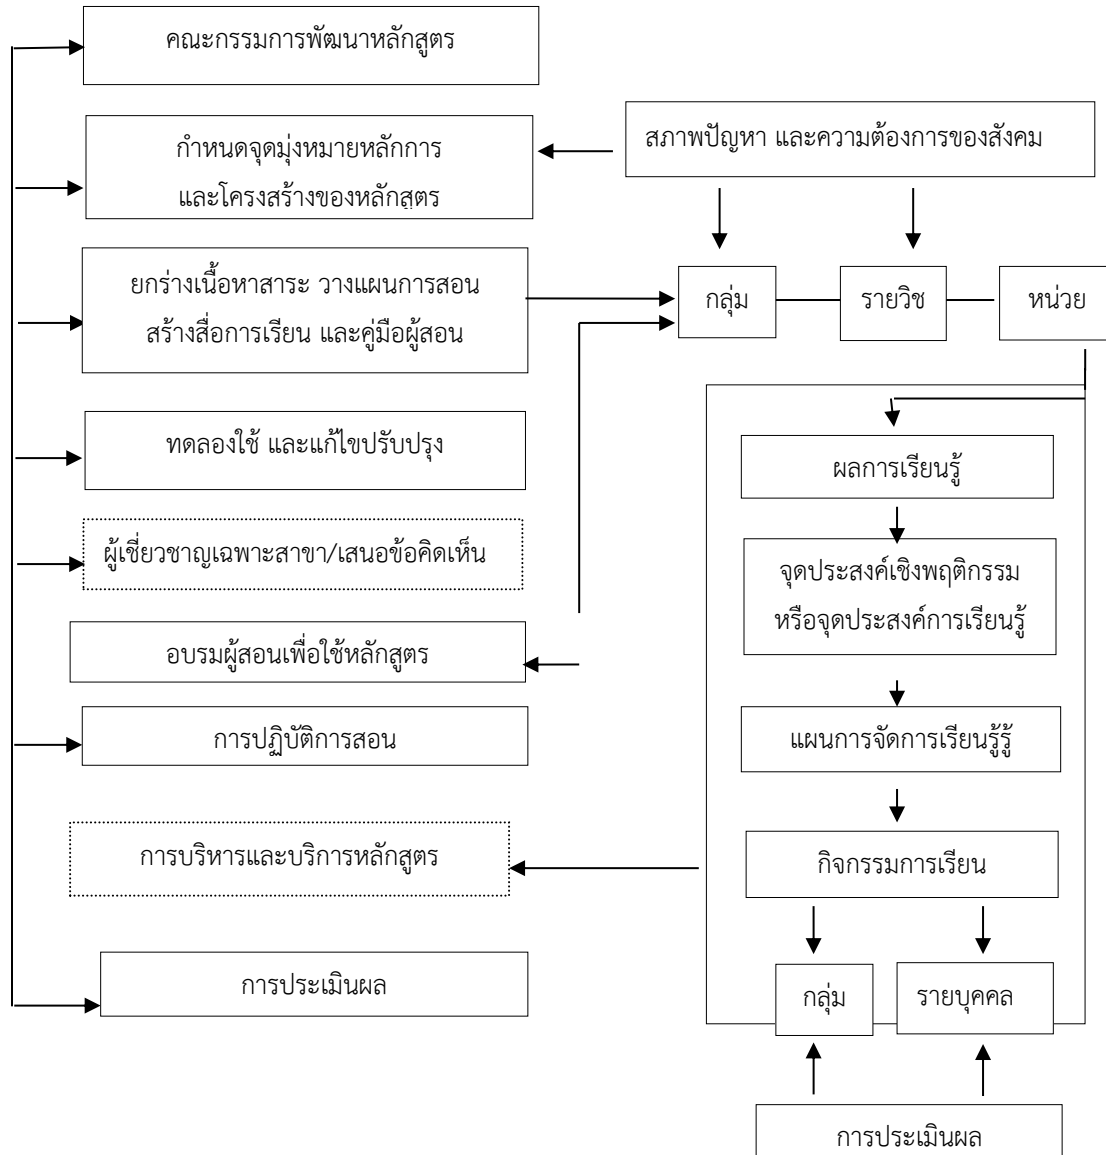 คณะกรรมการพัฒนาหลักสูตร
กำหนดจุดมุ่งหมายหลักการ
และโครงสร้างของหลักสูตร
สภาพปัญหา และความต้องการของสังคม
ยกร่างเนื้อหาสาระ วางแผนการสอน
สร้างสื่อการเรียน และคู่มือผู้สอน
กลุ่ม
รายวิช
หน่วย
ทดลองใช้ และแก้ไขปรับปรุง
ผู้เชี่ยวชาญเฉพาะสาขา/เสนอข้อคิดเห็น
อบรมผู้สอนเพื่อใช้หลักสูตร
การปฏิบัติการสอน
การบริหารและบริการหลักสูตร
การประเมินผล
ผลการเรียนรู้
จุดประสงค์เชิงพฤติกรรม
หรือจุดประสงค์การเรียนรู้
แผนการจัดการเรียนรู้รู้
กิจกรรมการเรียน
กลุ่ม
รายบุคคล
การประเมินผล